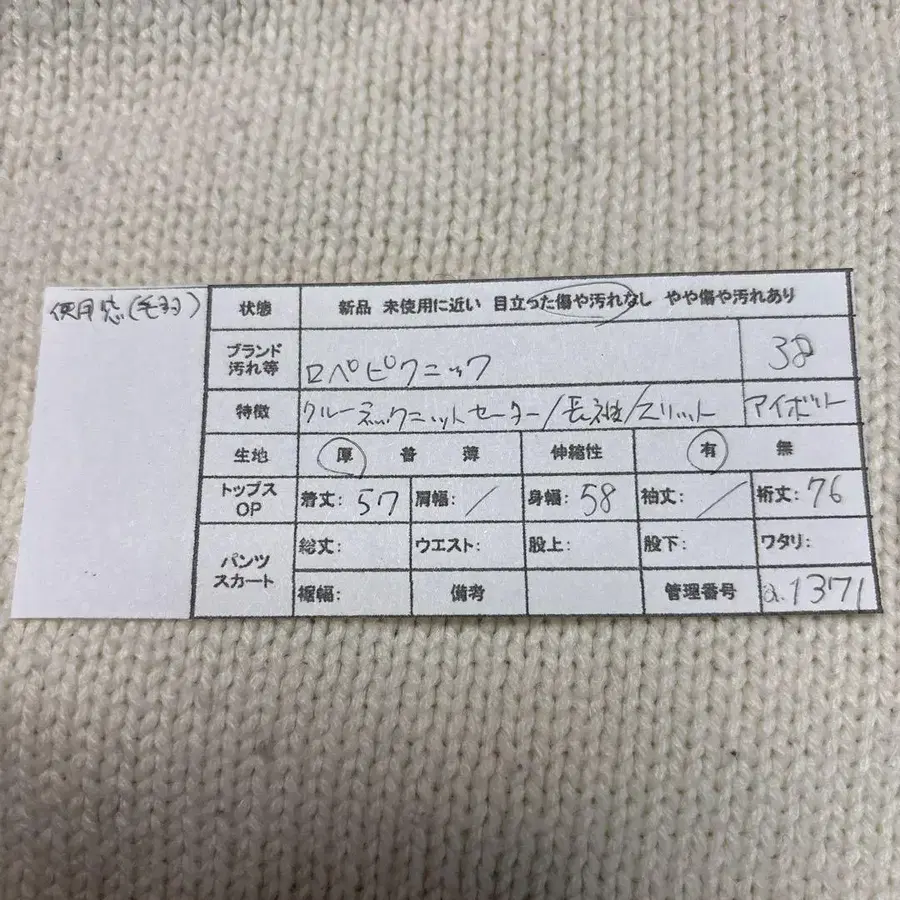 使用感(毛羽)
状態 新品 未使用に近い 目立った傷や汚れなし やや傷や汚れあり
ブランド
汚れ等 ロペピクニック 38
特徴 クルーネックニットセーター/長袖/スリット アイボリー
生地 厚 普 薄 伸縮性 有 無
トップス
OP 着丈: 57 肩幅: / 身幅: 58 袖丈: / 裄丈: 76
パンツ
スカート 総丈: ウエスト: 股上: 股下: ワタリ:
裾幅: 備考 管理番号 a.1371